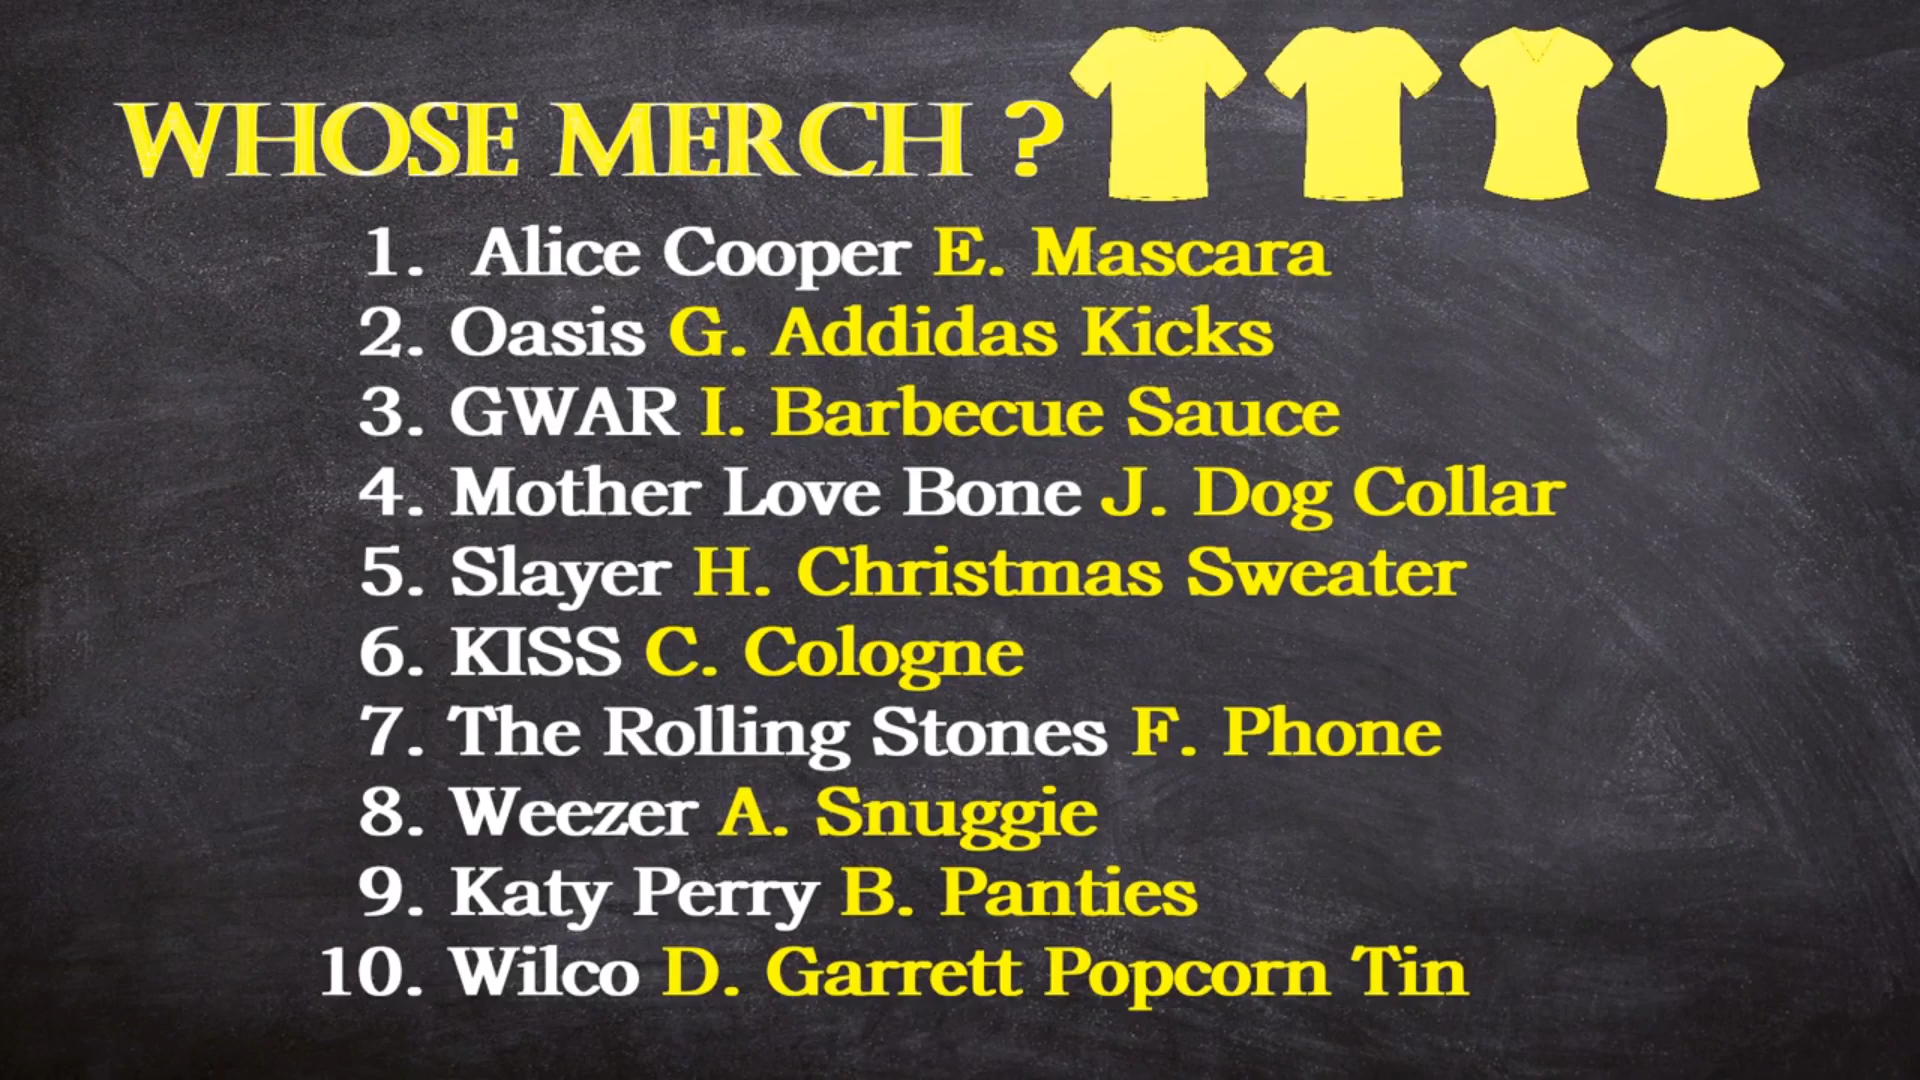 WHOSE MERCH ?
1. Alice Cooper E. Mascara
2. Oasis G. Addidas Kicks
3. GWAR I. Barbecue Sauce
4. Mother Love Bone J. Dog Collar
5. Slayer H. Christmas Sweater
6. KISS C. Cologne
7. The Rolling Stones F. Phone
8. Weezer A. Snuggie
9. Katy Perry B. Panties
10. Wilco D. Garrett Popcorn Tin